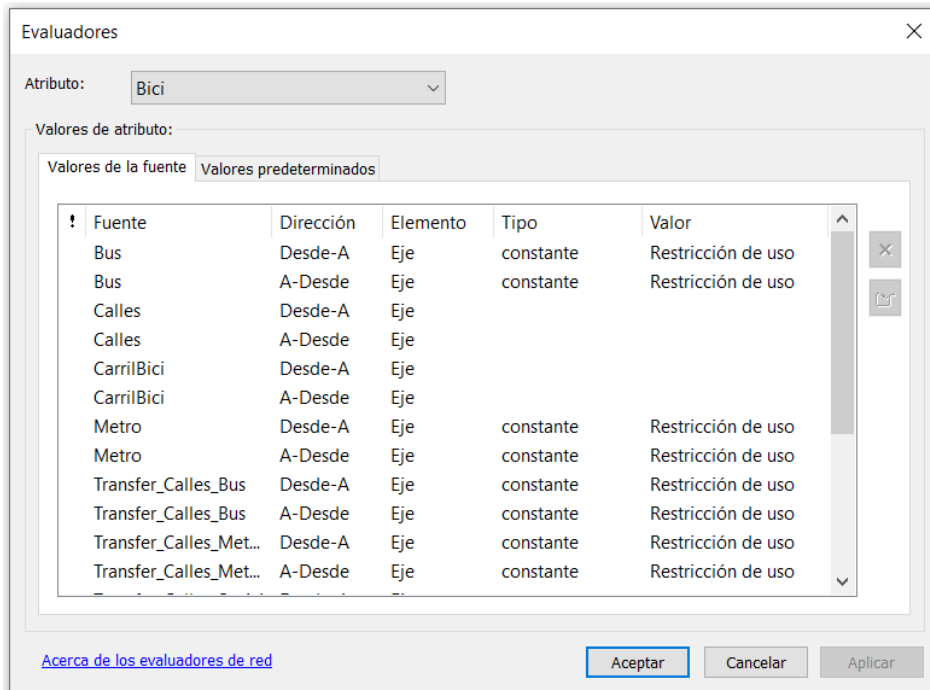 Evaluadores
Atributo: Bici
Valores de atributo:
Valores de la fuente Valores predeterminados
! Fuente Dirección Elemento Tipo Valor
Bus Desde-A Eje constante Restricción de uso
Bus A-Desde Eje constante Restricción de uso
Calles Desde-A Eje
Calles A-Desde Eje
CarrilBici Desde-A Eje
CarrilBici A-Desde Eje
Metro Desde-A Eje constante Restricción de uso
Metro A-Desde Eje constante Restricción de uso
Transfer_Calles_Bus Desde-A Eje constante Restricción de uso
Transfer_Calles_Bus A-Desde Eje constante Restricción de uso
Transfer_Calles_Met... Desde-A Eje constante Restricción de uso
Transfer_Calles_Met... A-Desde Eje constante Restricción de uso
Acerca de los evaluadores de red Aceptar Cancelar Aplicar